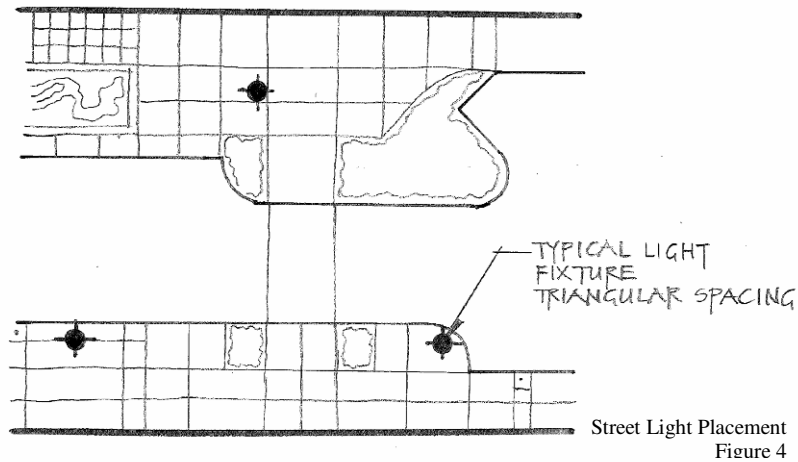 TYPICAL LIGHT
FIXTURE
TRIANGULAR SPACING
Street Light Placement
Figure 4